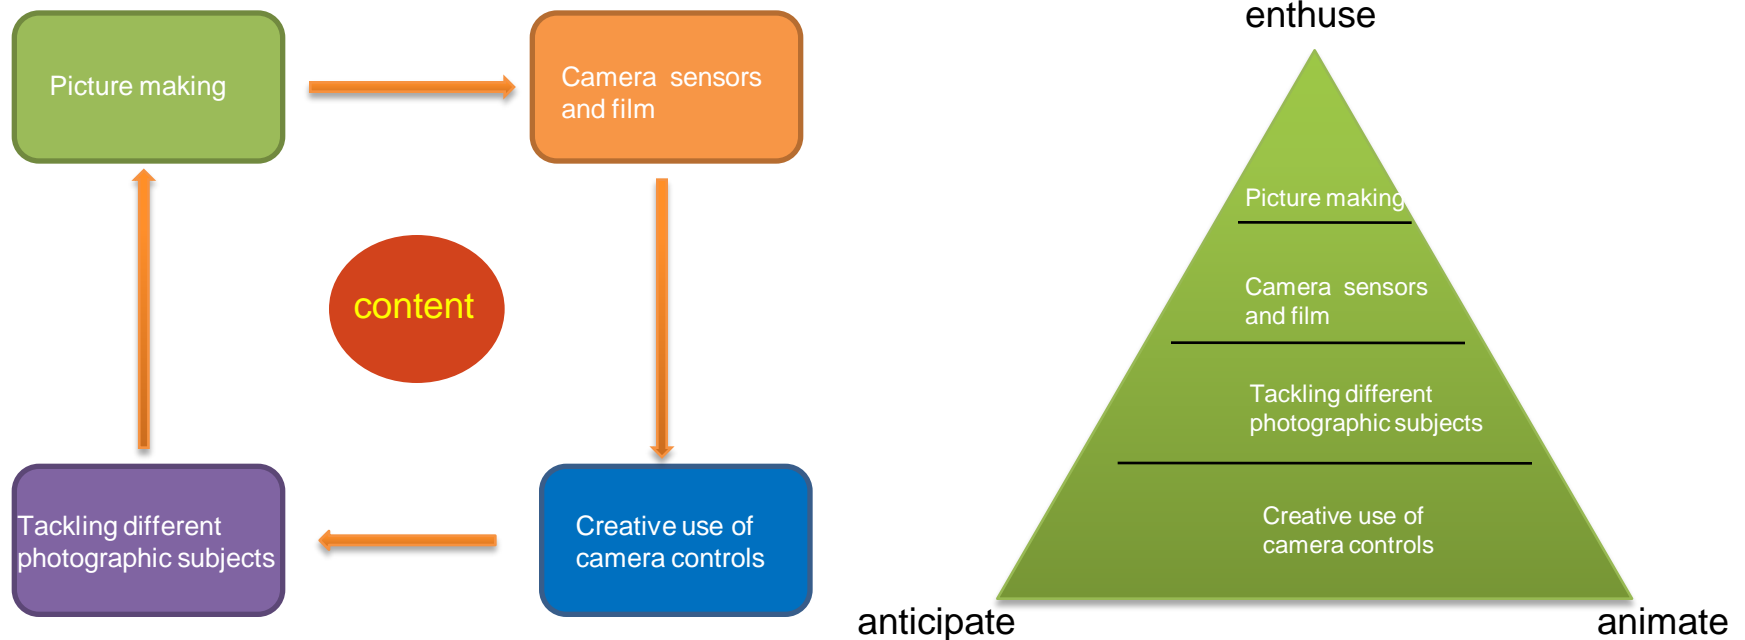 Picture making
Camera sensors
and film
content
Tackling different
photographic subjects
Creative use of
camera controls
enthuse
Picture making
Camera sensors
and film
Tackling different
photographic subjects
Creative use of
camera controls
anticipate
animate